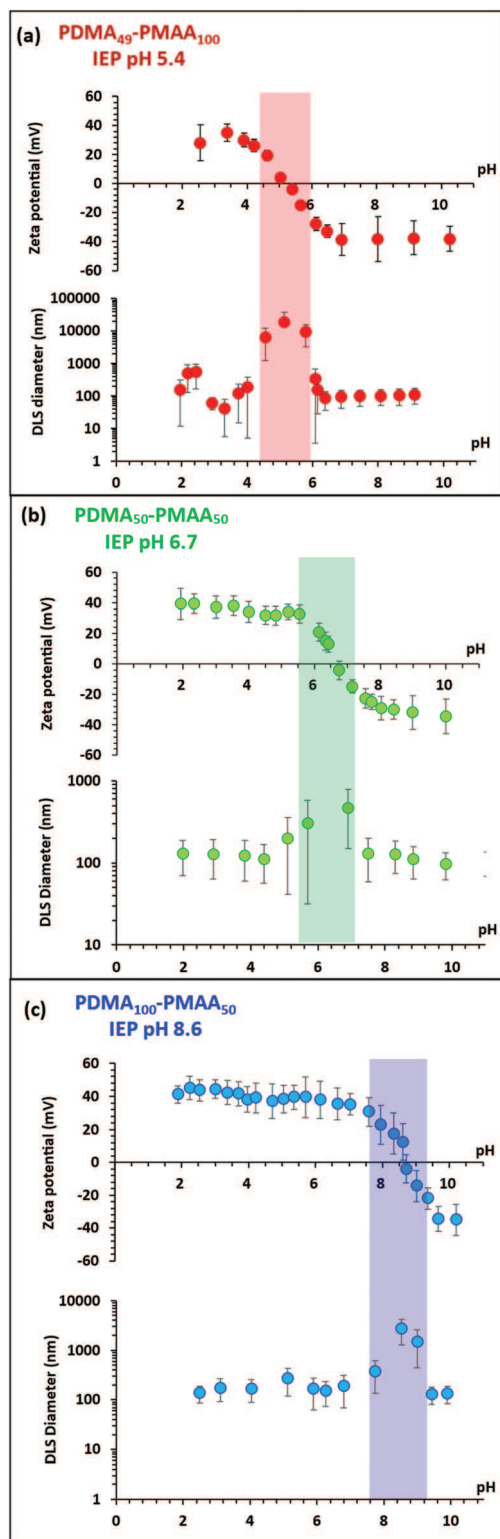 (a)
PDMA₄₉-PMAA₁₀₀
IEP pH 5.4
60
40
20
0
-20
-40
-60
Zeta potential (mV)
pH
2 4 6 8 10
100000
10000
1000
100
10
1
DLS diameter (nm)
pH
0 2 4 6 8 10
(b)
PDMA₅₀-PMAA₅₀
IEP pH 6.7
60
40
20
0
-20
-40
-60
Zeta potential (mV)
pH
2 4 6 8 10
1000
100
10
DLS Diameter (nm)
pH
0 2 4 6 8 10
(c)
PDMA₁₀₀-PMAA₅₀
IEP pH 8.6
60
40
20
0
-20
-40
-60
Zeta potential (mV)
pH
2 4 6 8 10
10000
1000
100
10
1
DLS Diameter (nm)
pH
0 2 4 6 8 10